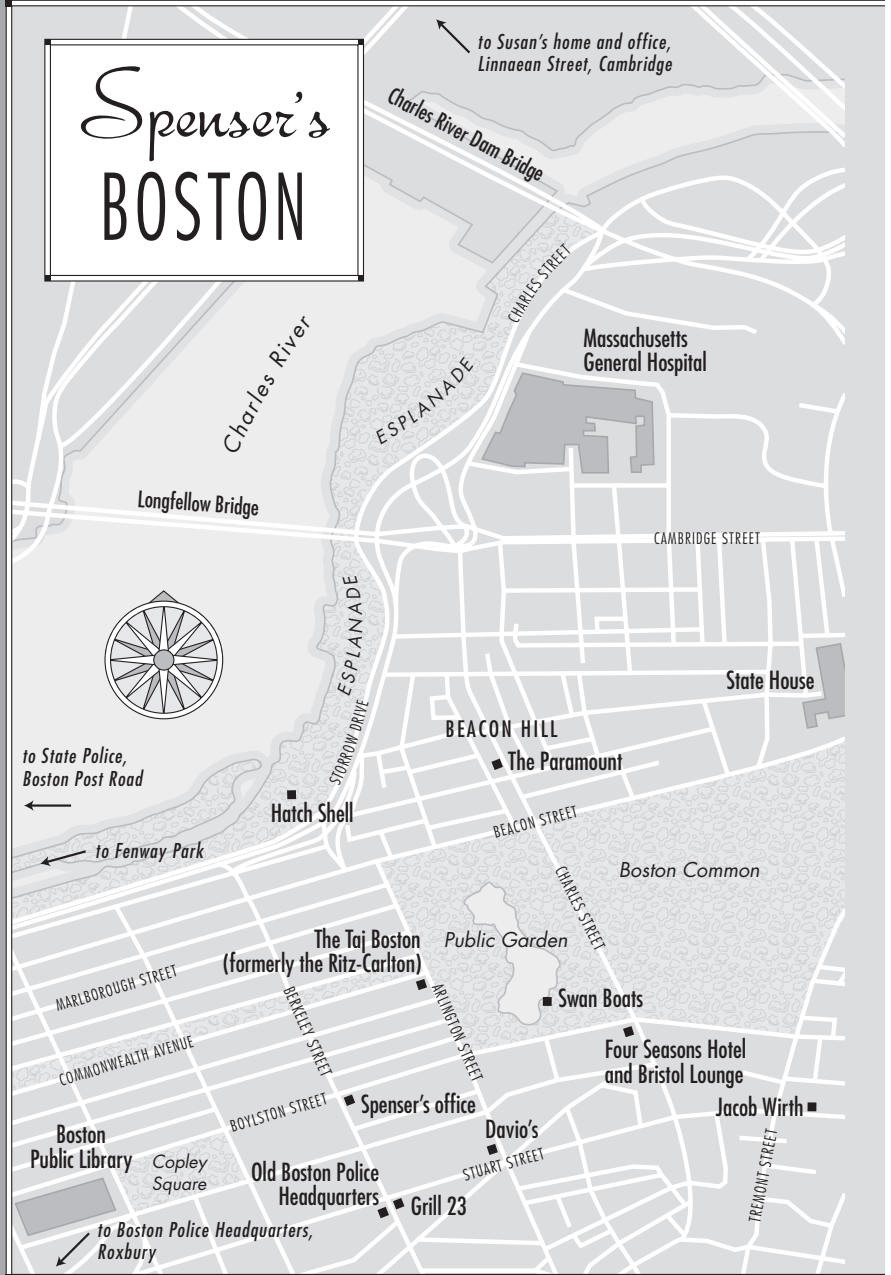 Spenser's
BOSTON
to Susan's home and office,
Linnaean Street, Cambridge
Charles River Dam Bridge
CHARLES STREET
Massachusetts
General Hospital
Charles River
ESPLANADE
Longfellow Bridge
CAMBRIDGE STREET
ESPLANADE
State House
STORROW DRIVE
BEACON HILL
The Paramount
to State Police,
Boston Post Road
Hatch Shell
BEACON STREET
to Fenway Park
Boston Common
CHARLES STREET
The Taj Boston
(formerly the Ritz-Carlton)
Public Garden
MARLBOROUGH STREET
BERKELEY STREET
ARLINGTON STREET
Swan Boats
COMMONWEALTH AVENUE
Four Seasons Hotel
and Bristol Lounge
BOYLSTON STREET
Spenser's office
Jacob Wirth
Boston
Public Library
Copley
Square
Davio's
STUART STREET
TREMONT STREET
Old Boston Police
Headquarters
Grill 23
to Boston Police Headquarters,
Roxbury